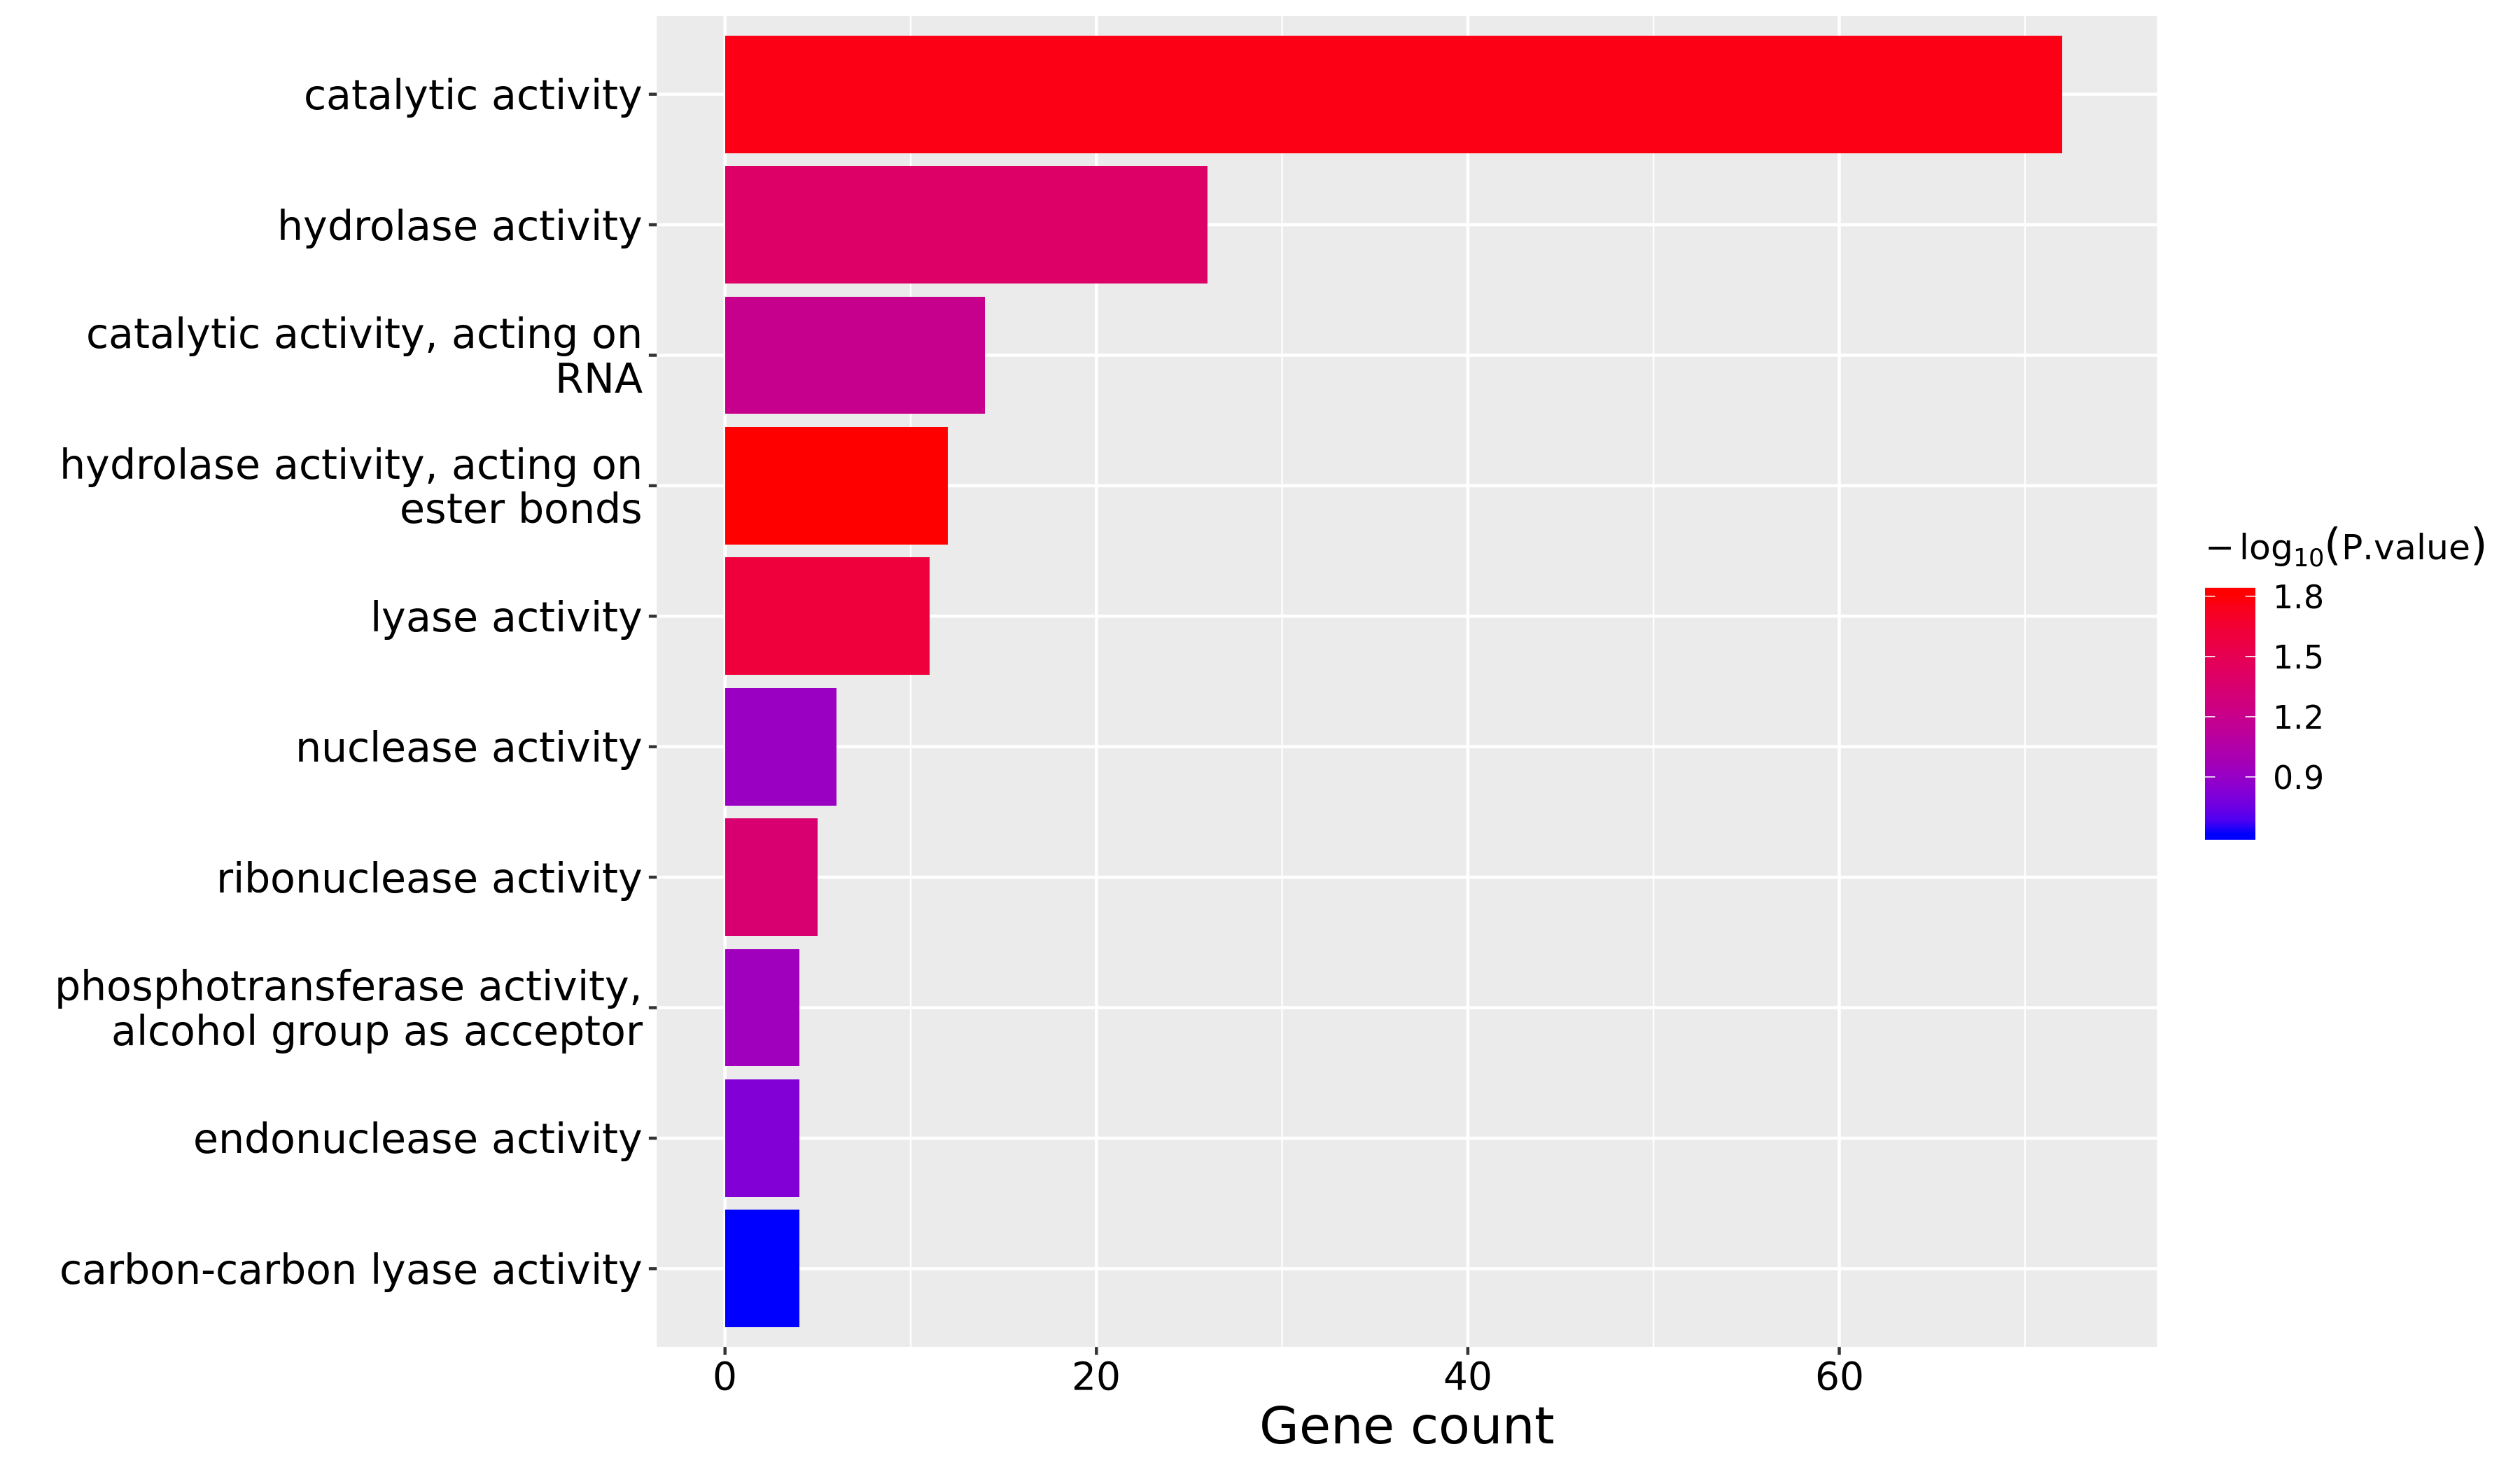 catalytic activity
hydrolase activity
catalytic activity, acting on
RNA
hydrolase activity, acting on
ester bonds
lyase activity
nuclease activity
ribonuclease activity
phosphotransferase activity,
alcohol group as acceptor
endonuclease activity
carbon-carbon lyase activity
0 20 40 60
Gene count
−log₁₀(P.value)
1.8
1.5
1.2
0.9